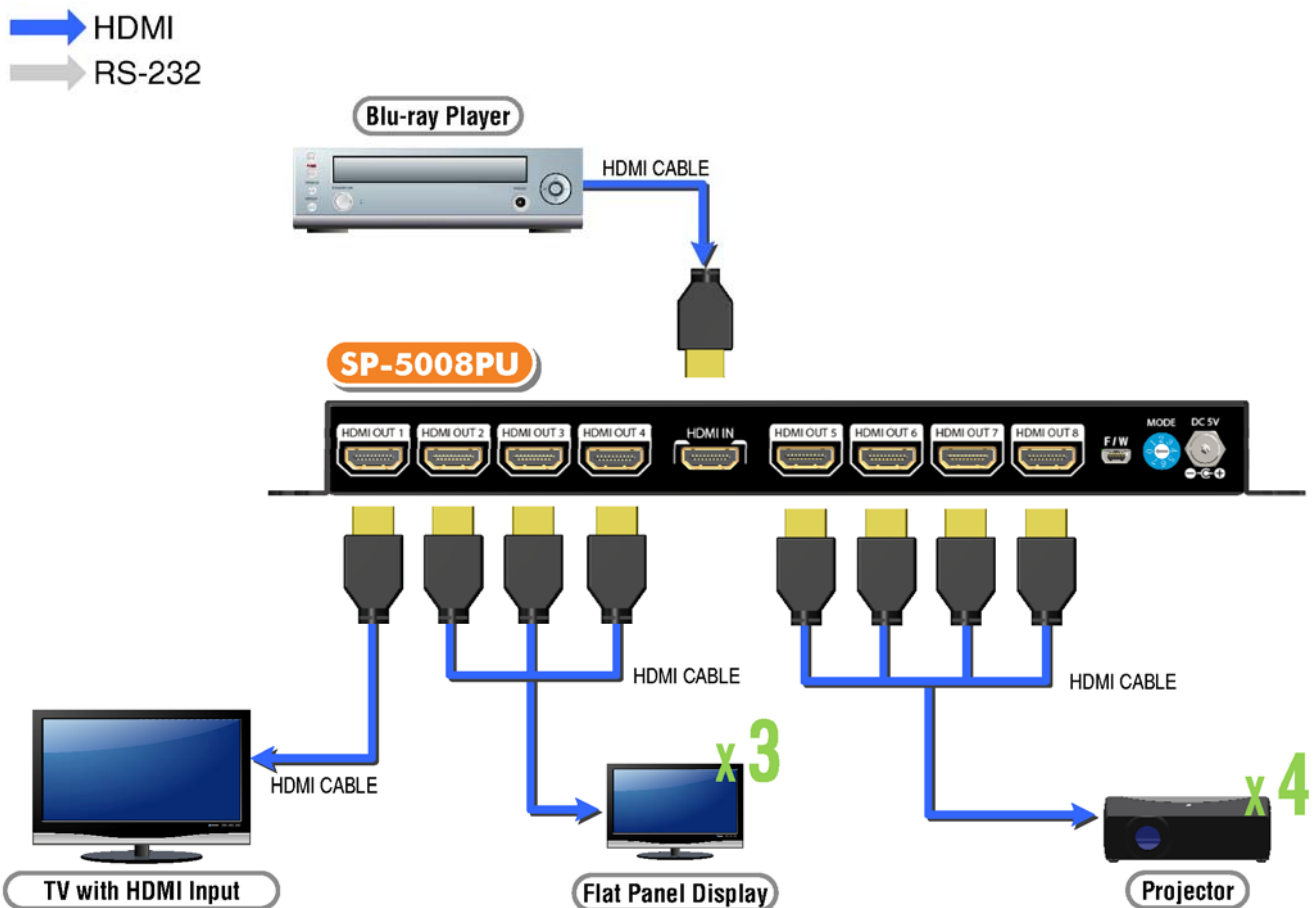 HDMI
RS-232
Blu-ray Player
HDMI CABLE
SP-5008PU
HDMI OUT 1 HDMI OUT 2 HDMI OUT 3 HDMI OUT 4 HDMI IN HDMI OUT 5 HDMI OUT 6 HDMI OUT 7 HDMI OUT 8 F/W MODE DC 5V
HDMI CABLE
HDMI CABLE
HDMI CABLE
x 3
x 4
TV with HDMI Input
Flat Panel Display
Projector